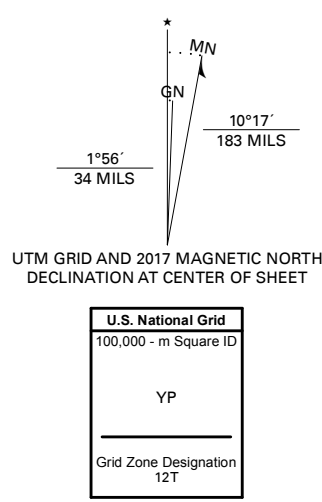 MN
GN
10°17´
183 MILS
1°56´
34 MILS
UTM GRID AND 2017 MAGNETIC NORTH
DECLINATION AT CENTER OF SHEET
U.S. National Grid
100,000 - m Square ID
YP
Grid Zone Designation
12T